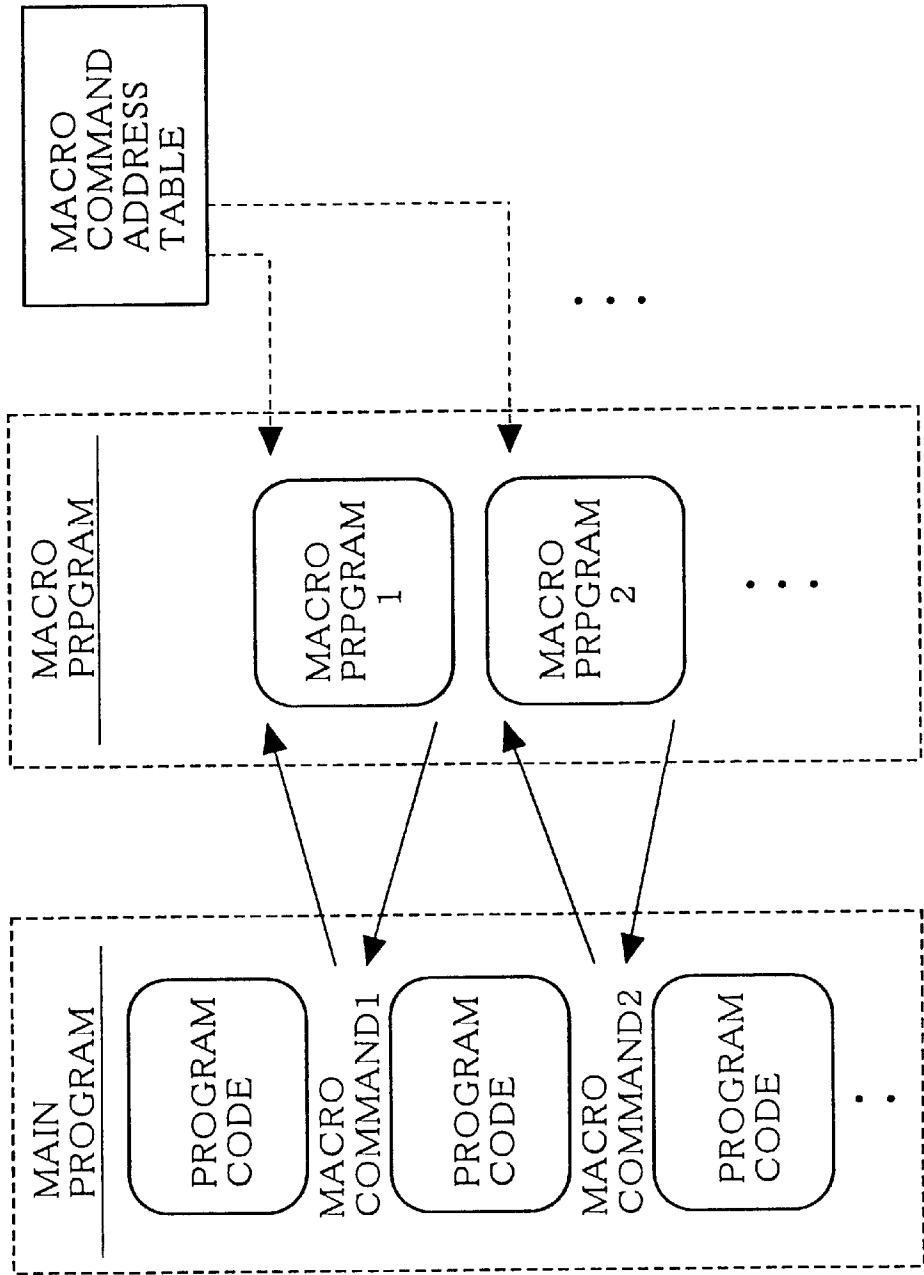 MAIN
PROGRAM
PROGRAM
CODE
MACRO
COMMAND1
PROGRAM
CODE
MACRO
COMMAND2
PROGRAM
CODE
MACRO
PRPGRAM
MACRO
PRPGRAM
1
MACRO
PRPGRAM
2
MACRO
COMMAND
ADDRESS
TABLE